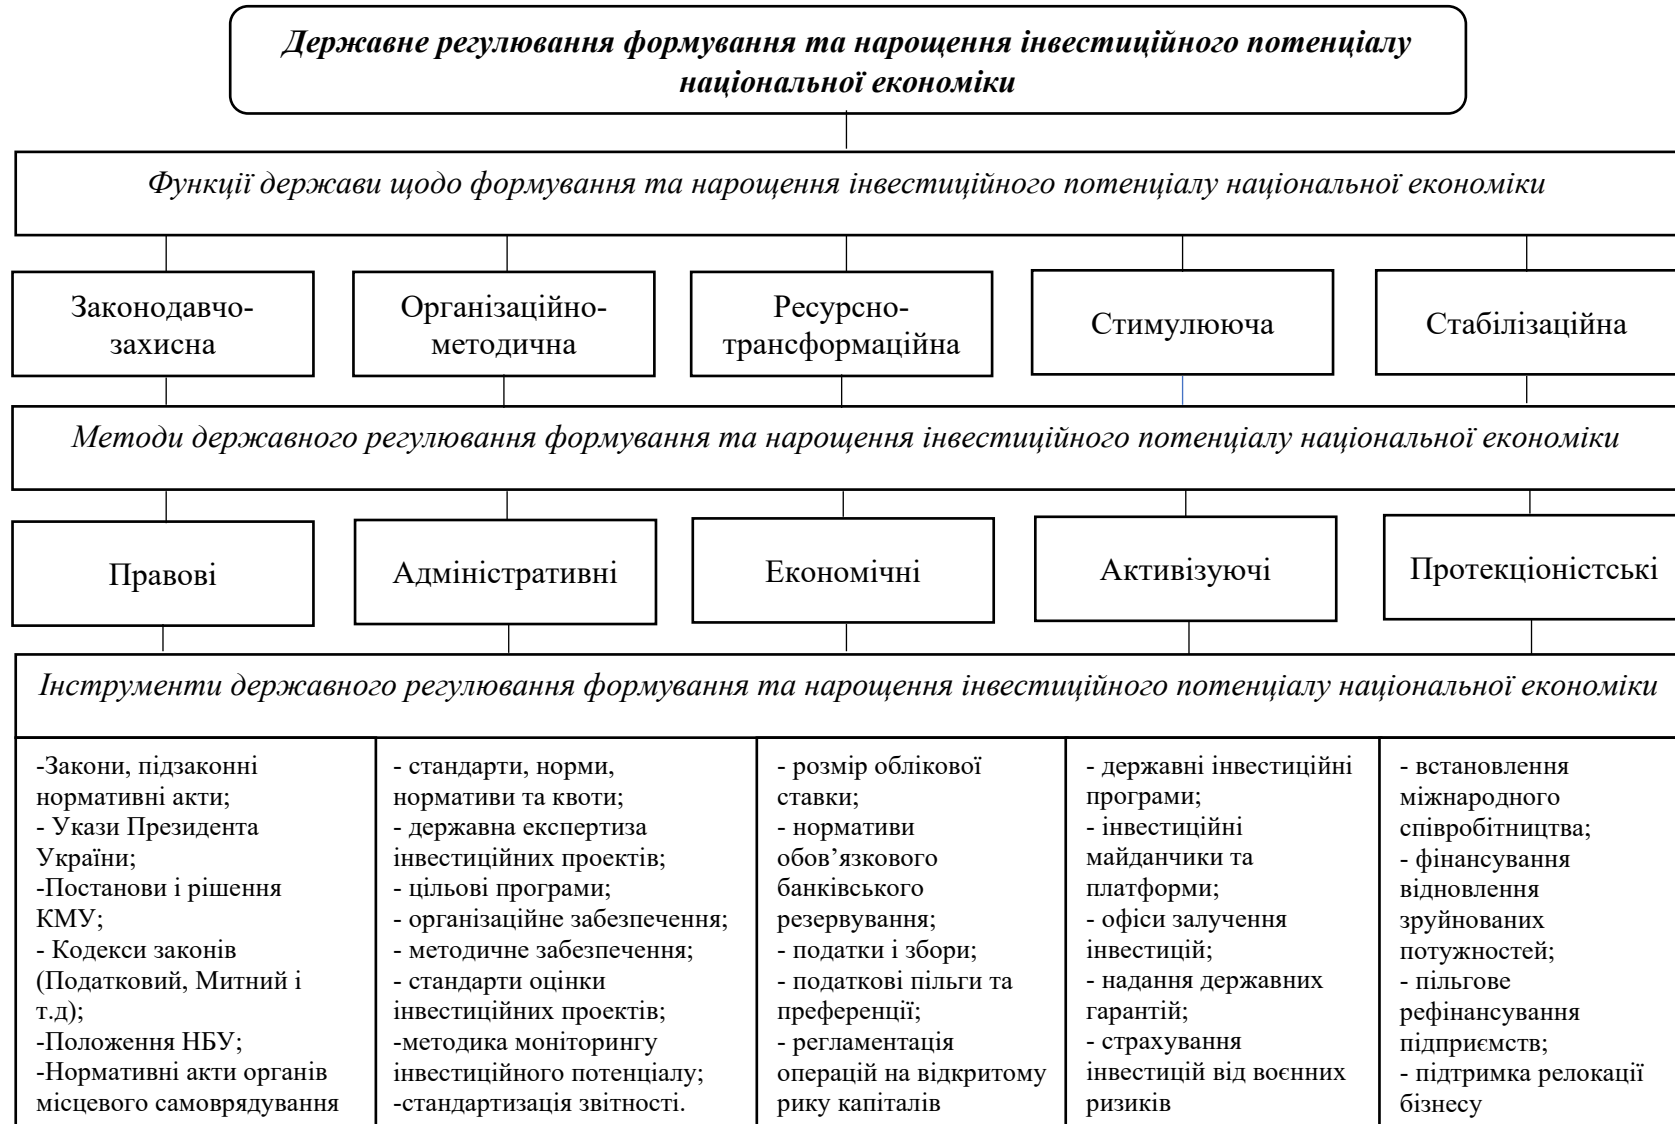 Державне регулювання формування та нарощення інвестиційного потенціалу
національної економіки
Функції держави щодо формування та нарощення інвестиційного потенціалу національної економіки
Законодавчо-
захисна
Організаційно-
методична
Ресурсно-
трансформаційна
Стимулююча
Стабілізаційна
Методи державного регулювання формування та нарощення інвестиційного потенціалу національної економіки
Правові
Адміністративні
Економічні
Активізуючі
Протекціоністські
Інструменти державного регулювання формування та нарощення інвестиційного потенціалу національної економіки
-Закони, підзаконні
нормативні акти;
- Укази Президента
України;
-Постанови і рішення
КМУ;
- Кодекси законів
(Податковий, Митний і
т.д);
-Положення НБУ;
-Нормативні акти органів
місцевого самоврядування
- стандарти, норми,
нормативи та квоти;
- державна експертиза
інвестиційних проектів;
- цільові програми;
- організаційне забезпечення;
- методичне забезпечення;
- стандарти оцінки
інвестиційних проектів;
-методика моніторингу
інвестиційного потенціалу;
-стандартизація звітності.
- розмір облікової
ставки;
- нормативи
обов’язкового
банківського
резервування;
- податки і збори;
- податкові пільги та
преференції;
- регламентація
операцій на відкритому
рику капіталів
- державні інвестиційні
програми;
- інвестиційні
майданчики та
платформи;
- офіси залучення
інвестицій;
- надання державних
гарантій;
- страхування
інвестицій від воєнних
ризиків
- встановлення
міжнародного
співробітництва;
- фінансування
відновлення
зруйнованих
потужностей;
- пільгове
рефінансування
підприємств;
- підтримка релокації
бізнесу